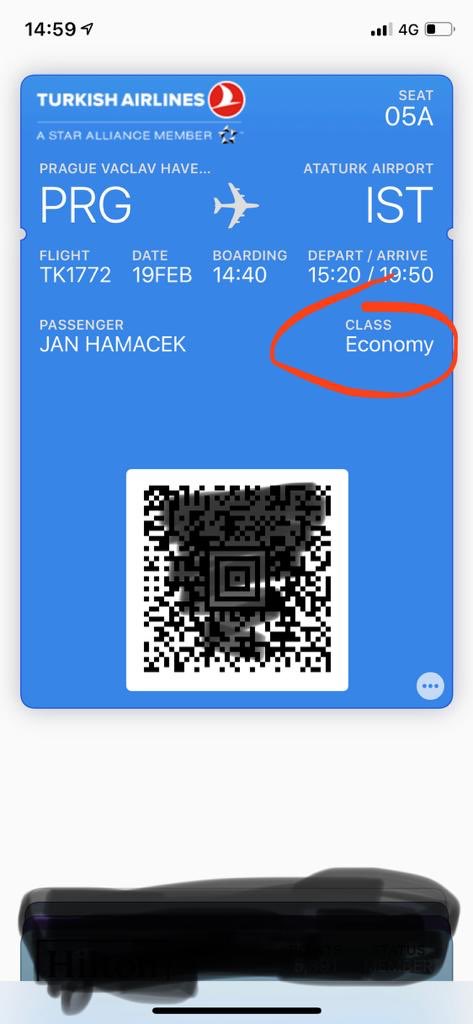 14:59
4G
TURKISH AIRLINES
A STAR ALLIANCE MEMBER
SEAT
05A
PRAGUE VACLAV HAVE...
ATATURK AIRPORT
PRG
IST
FLIGHT DATE BOARDING DEPART / ARRIVE
TK1772 19FEB 14:40 15:20 / 19:50
PASSENGER
JAN HAMACEK
CLASS
Economy
Hilton
STATUS
MEMBER